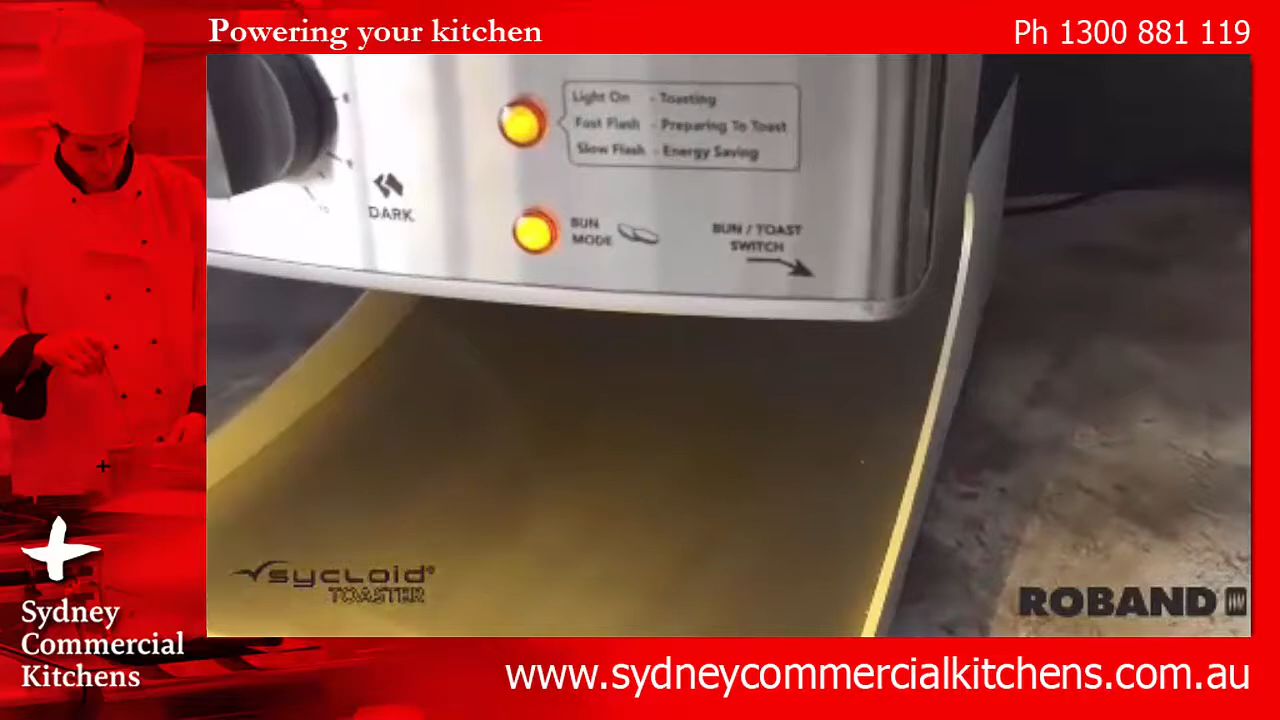 Powering your kitchen
Ph 1300 881 119
Light On - Toasting
Fast Flash - Preparing To Toast
Slow Flash - Energy Saving
DARK
BUN
MODE
BUN / TOAST
SWITCH
sycloid®
TOASTER
ROBAND
Sydney
Commercial
Kitchens
www.sydneycommercialkitchens.com.au